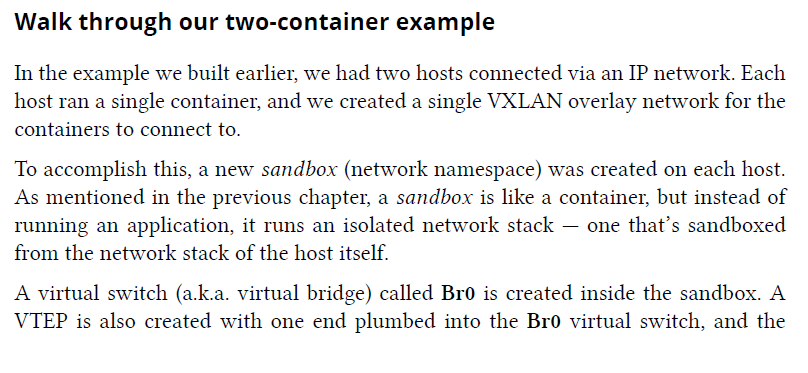 Walk through our two-container example
In the example we built earlier, we had two hosts connected via an IP network. Each
host ran a single container, and we created a single VXLAN overlay network for the
containers to connect to.
To accomplish this, a new sandbox (network namespace) was created on each host.
As mentioned in the previous chapter, a sandbox is like a container, but instead of
running an application, it runs an isolated network stack — one that’s sandboxed
from the network stack of the host itself.
A virtual switch (a.k.a. virtual bridge) called Br0 is created inside the sandbox. A
VTEP is also created with one end plumbed into the Br0 virtual switch, and the